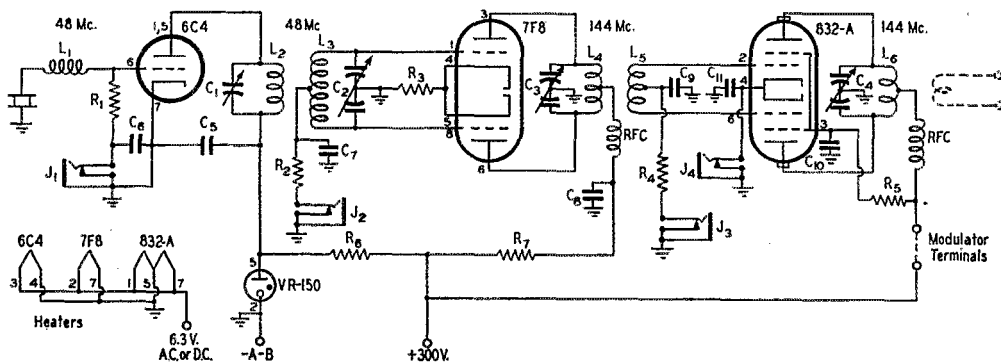 48 Mc.
6C4
48 Mc.
7F8
144 Mc.
832-A
144 Mc.
1,5
L1
6
R1
7
C6
C5
J1
C1
L2
L3
C2
R3
C7
R2
J2
1
3
4
5
8
6
C3
L4
RFC
C8
L5
C9
C11
R4
J4
J3
2
4
6
3
C10
C4
L6
RFC
R5
Modulator
Terminals
R6
R7
5
VR-150
2
-A-B
+300V.
6C4
7F8
832-A
3
4
2
7
1
5
7
Heaters
6.3 V.
A.C. or D.C.